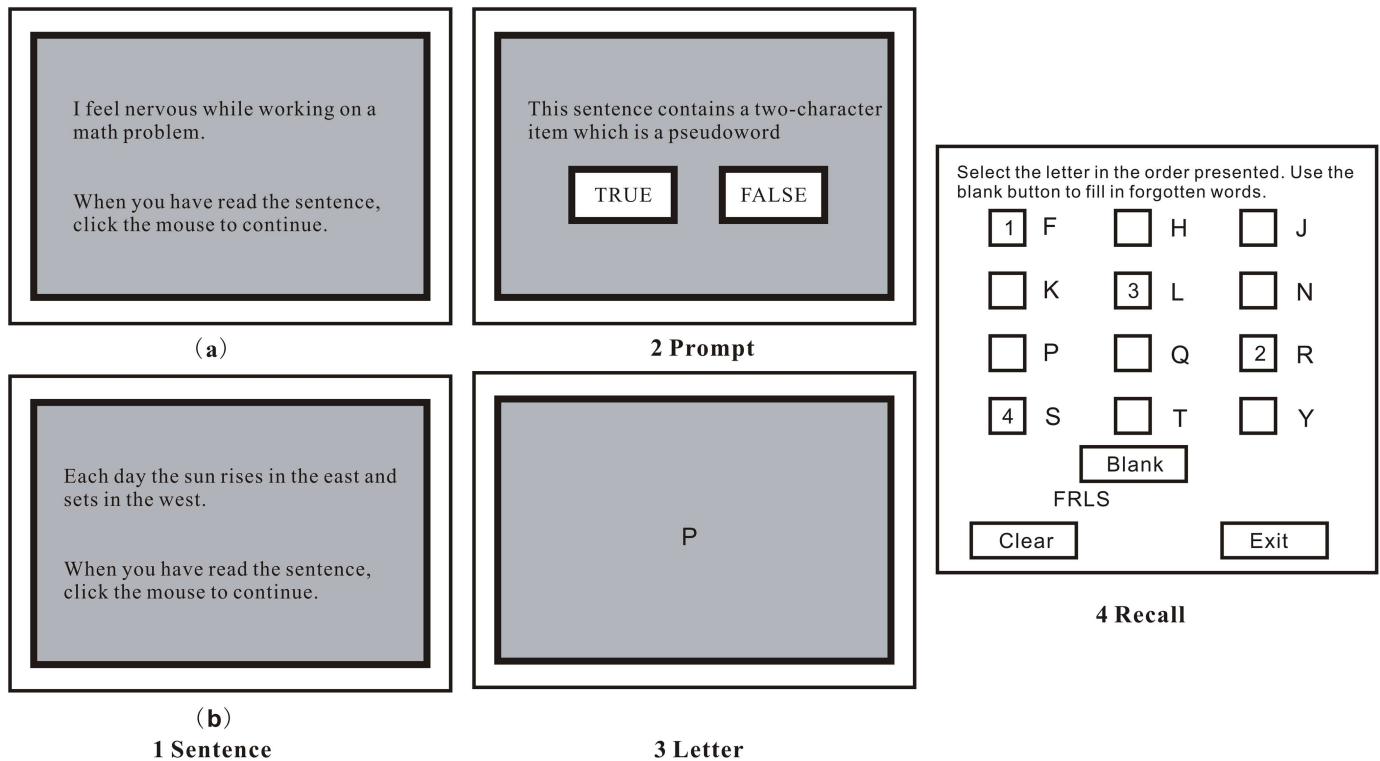 I feel nervous while working on a
math problem.
When you have read the sentence,
click the mouse to continue.
(a)
This sentence contains a two-character
item which is a pseudoword
TRUE FALSE
2 Prompt
Each day the sun rises in the east and
sets in the west.
When you have read the sentence,
click the mouse to continue.
(b)
1 Sentence
P
3 Letter
Select the letter in the order presented. Use the
blank button to fill in forgotten words.
1 F H J
K 3 L N
P Q 2 R
4 S T Y
Blank
FRLS
Clear Exit
4 Recall